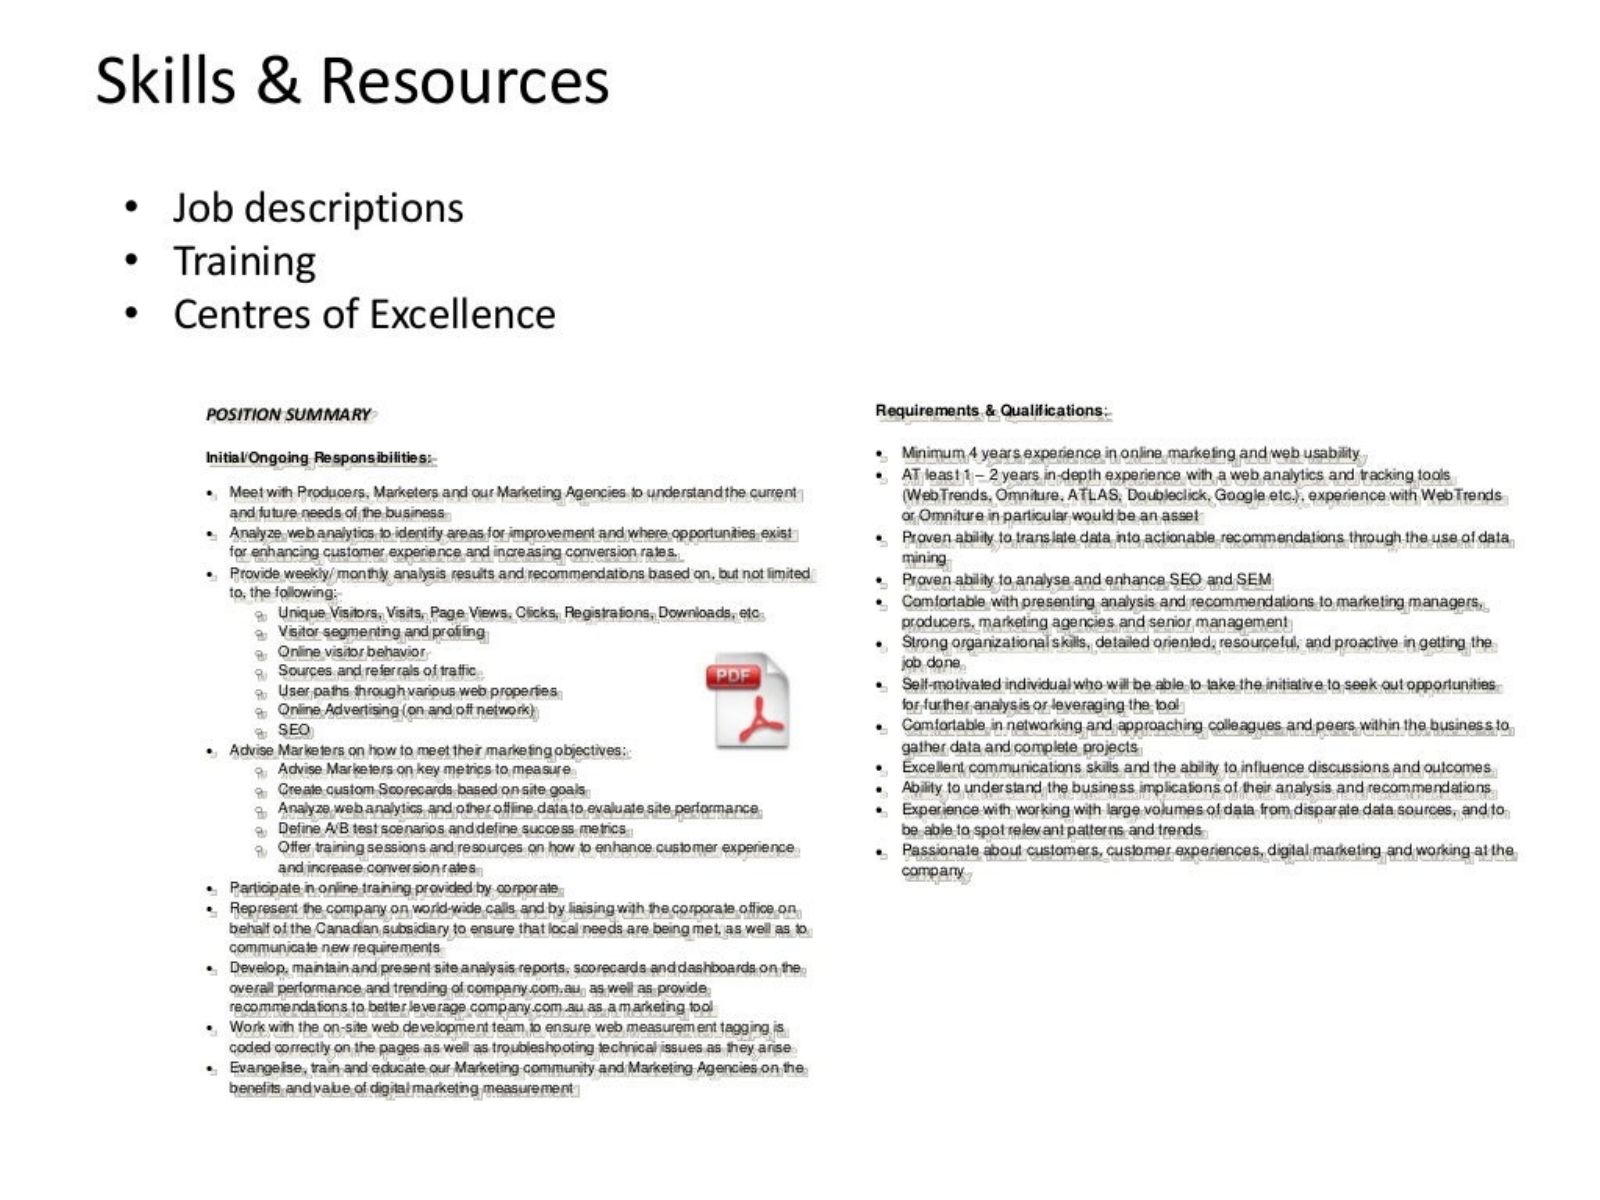 Skills & Resources
• Job descriptions
• Training
• Centres of Excellence
POSITION SUMMARY
Initial/Ongoing Responsibilities:
• Meet with Producers, Marketers and our Marketing Agencies to understand the current
and future needs of the business
• Analyze web analytics to identify areas for improvement and where opportunities exist
for enhancing customer experience and increasing conversion rates.
• Provide weekly/ monthly analysis results and recommendations based on, but not limited
to, the following:
o Unique Visitors, Visits, Page Views, Clicks, Registrations, Downloads, etc
o Visitor segmenting and profiling
o Online visitor behavior
o Sources and referrals of traffic
o User paths through various web properties
o Online Advertising (on and off network)
o SEO
• Advise Marketers on how to meet their marketing objectives:
o Advise Marketers on key metrics to measure
o Create custom Scorecards based on site goals
o Analyze web analytics and other offline data to evaluate site performance
o Define A/B test scenarios and define success metrics
o Offer training sessions and resources on how to enhance customer experience
and increase conversion rates
• Participate in online training provided by corporate
• Represent the company on world-wide calls and by liaising with the corporate office on
behalf of the Canadian subsidiary to ensure that local needs are being met, as well as to
communicate new requirements
• Develop, maintain and present site analysis reports, scorecards and dashboards on the
overall performance and trending of company.com.au as well as provide
recommendations to better leverage company.com.au as a marketing tool
• Work with the on-site web development team to ensure web measurement tagging is
coded correctly on the pages as well as troubleshooting technical issues as they arise
• Evangelise, train and educate our Marketing community and Marketing Agencies on the
benefits and value of digital marketing measurement
PDF
Requirements & Qualifications:
• Minimum 4 years experience in online marketing and web usability
• AT least 1 – 2 years in-depth experience with a web analytics and tracking tools
(WebTrends, Omniture, ATLAS, Doubleclick, Google etc.), experience with WebTrends
or Omniture in particular would be an asset
• Proven ability to translate data into actionable recommendations through the use of data
mining
• Proven ability to analyse and enhance SEO and SEM
• Comfortable with presenting analysis and recommendations to marketing managers,
producers, marketing agencies and senior management
• Strong organizational skills, detailed oriented, resourceful, and proactive in getting the
job done
• Self-motivated individual who will be able to take the initiative to seek out opportunities
for further analysis or leveraging the tool
• Comfortable in networking and approaching colleagues and peers within the business to
gather data and complete projects
• Excellent communications skills and the ability to influence discussions and outcomes
• Ability to understand the business implications of their analysis and recommendations
• Experience with working with large volumes of data from disparate data sources, and to
be able to spot relevant patterns and trends
• Passionate about customers, customer experiences, digital marketing and working at the
company